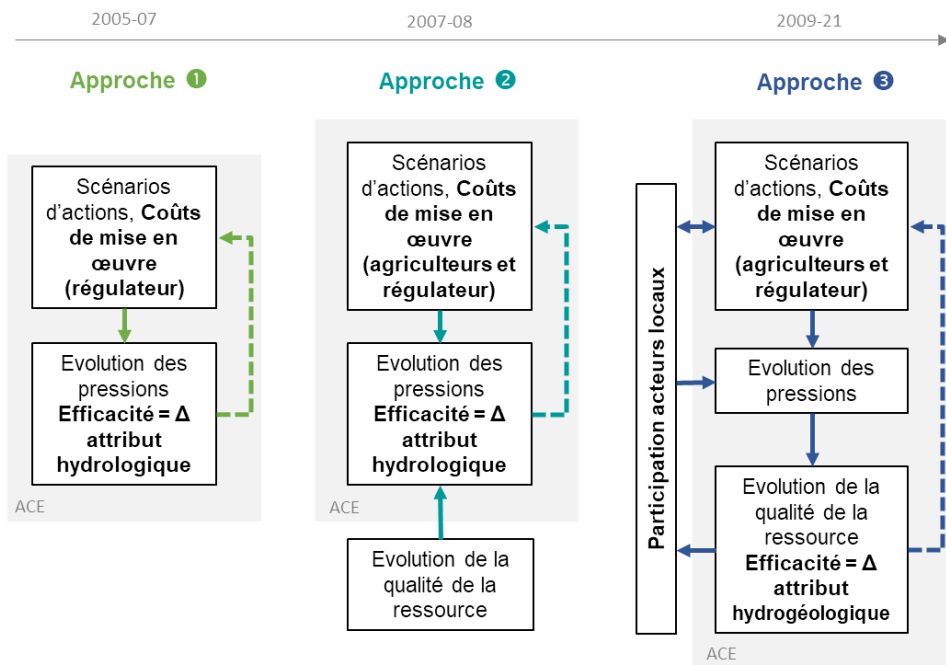 2005-07
2007-08
2009-21
Approche ❶
Approche ❷
Approche ❸
Scénarios
d'actions, Coûts
de mise en
œuvre
(régulateur)
Evolution des
pressions
Efficacité = Δ
attribut
hydrologique
ACE
Scénarios
d'actions, Coûts
de mise en
œuvre
(agriculteurs et
régulateur)
Evolution des
pressions
Efficacité = Δ
attribut
hydrologique
ACE
Evolution de la
qualité de la
ressource
Participation acteurs locaux
Scénarios
d'actions, Coûts
de mise en
œuvre
(agriculteurs et
régulateur)
Evolution des
pressions
Evolution de la
qualité de la
ressource
Efficacité = Δ
attribut
hydrogéologique
ACE